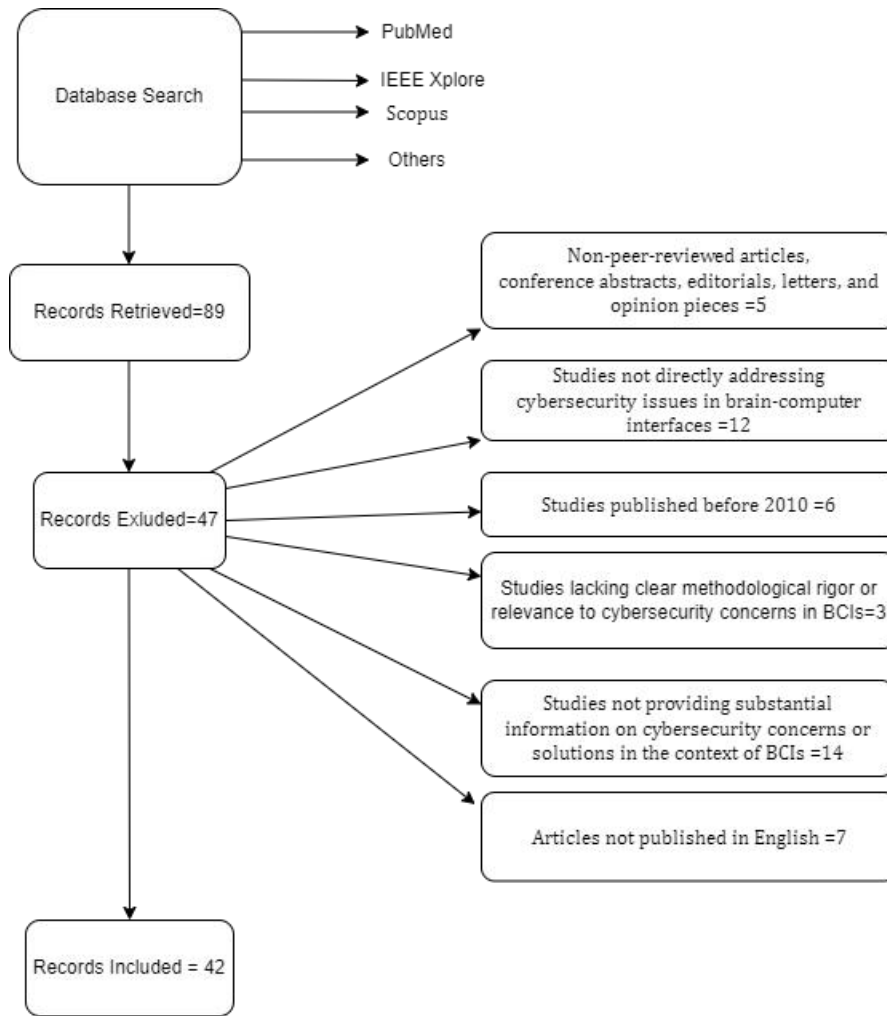 Database Search
PubMed
IEEE Xplore
Scopus
Others
Records Retrieved=89
Records Exluded=47
Non-peer-reviewed articles,
conference abstracts, editorials, letters, and
opinion pieces =5
Studies not directly addressing
cybersecurity issues in brain-computer
interfaces =12
Studies published before 2010 =6
Studies lacking clear methodological rigor or
relevance to cybersecurity concerns in BCIs=3
Studies not providing substantial
information on cybersecurity concerns or
solutions in the context of BCIs =14
Articles not published in English =7
Records Included = 42